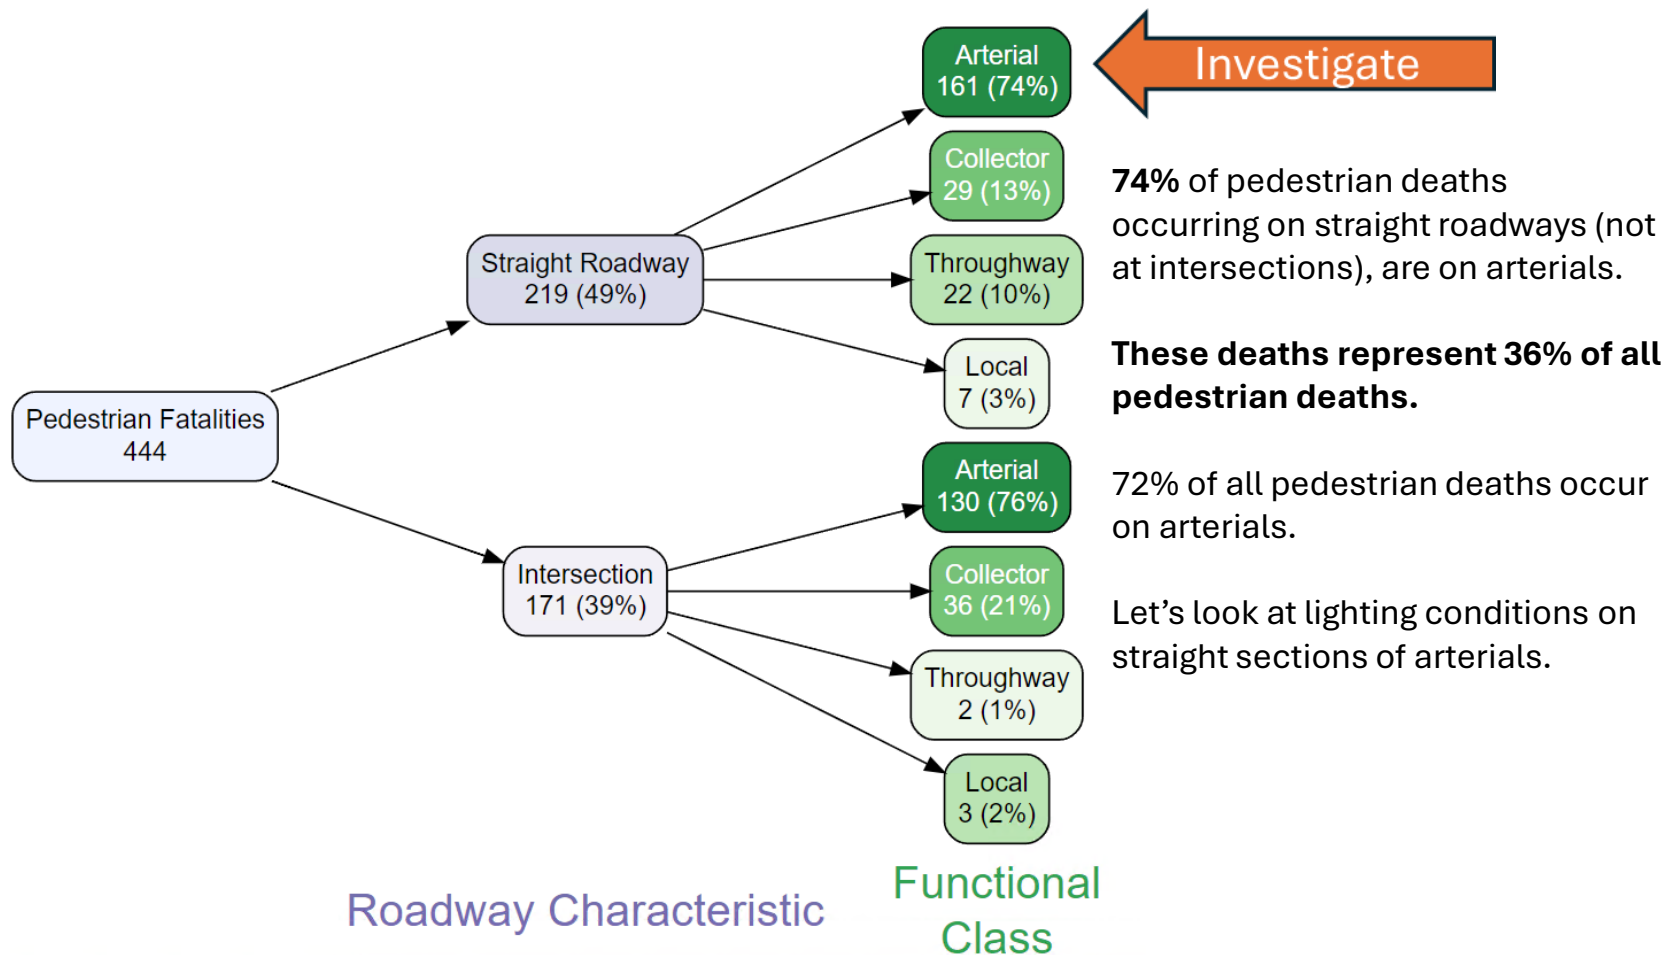 Arterial
161 (74%)
Investigate
Collector
29 (13%)
Straight Roadway
219 (49%)
Throughway
22 (10%)
Local
7 (3%)
Pedestrian Fatalities
444
Arterial
130 (76%)
Intersection
171 (39%)
Collector
36 (21%)
Throughway
2 (1%)
Local
3 (2%)
74% of pedestrian deaths
occurring on straight roadways (not
at intersections), are on arterials.
These deaths represent 36% of all
pedestrian deaths.
72% of all pedestrian deaths occur
on arterials.
Let’s look at lighting conditions on
straight sections of arterials.
Roadway Characteristic
Functional
Class